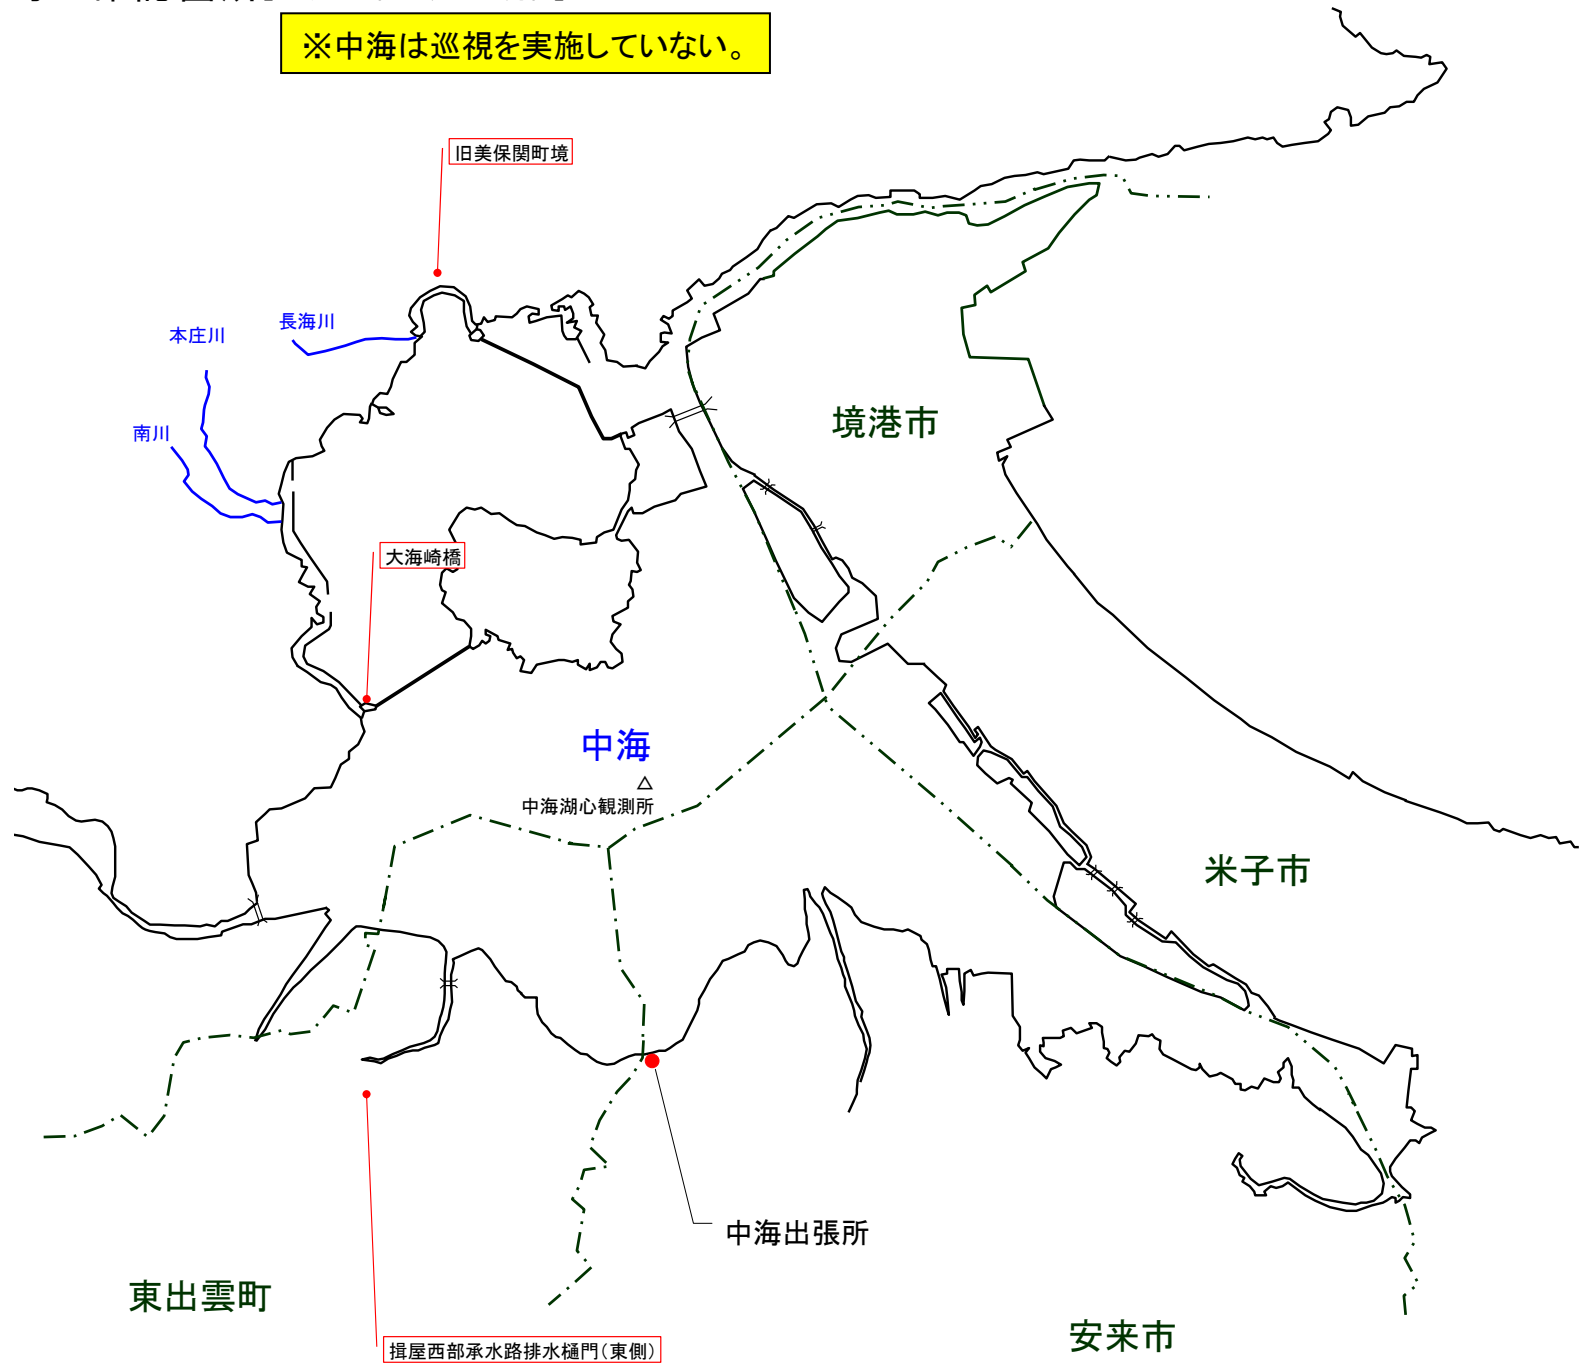 ※中海は巡視を実施していない。
旧美保関町境
長海川
本庄川
南川
境港市
大海崎橋
中海
中海湖心観測所
米子市
中海出張所
東出雲町
安来市
揖屋西部承水路排水樋門(東側)